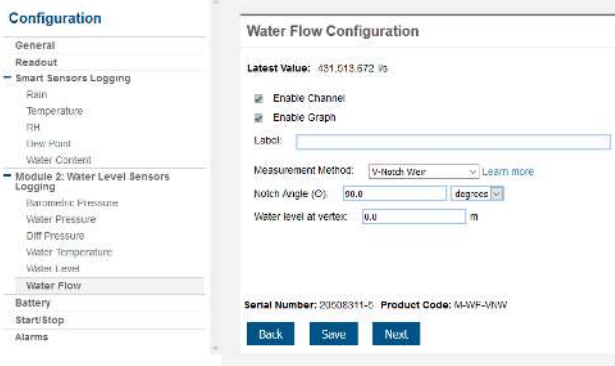 Configuration
General
Readout
Smart Sensors Logging
Rain
Temperature
RH
Dew Point
Water Content
Module 2: Water Level Sensors
Logging
Barometric Pressure
Water Pressure
Diff Pressure
Water Temperature
Water Level
Water Flow
Battery
Start/Stop
Alarms
Water Flow Configuration
Latest Value: 431,513.672 l/s
Enable Channel
Enable Graph
Label:
Measurement Method: V-Notch Weir Learn more
Notch Angle (O): 90.0 degrees
Water level at vertex: 0.0 m
Serial Number: 20508311-5 Product Code: M-WF-VNW
Back Save Next